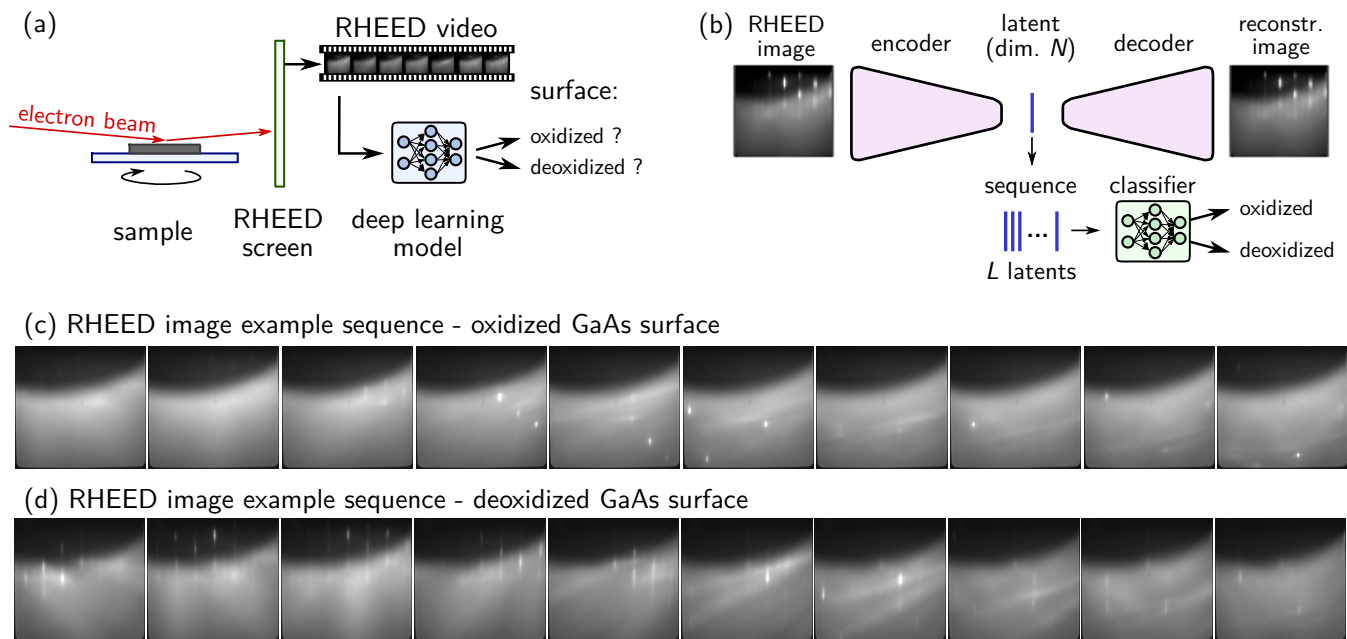 (a)
RHEED video
electron beam
surface:
oxidized ?
deoxidized ?
sample
RHEED
screen
deep learning
model
(b)
RHEED
image
encoder
latent
(dim. N)
decoder
reconstr.
image
sequence
classifier
...
oxidized
deoxidized
L latents
(c) RHEED image example sequence - oxidized GaAs surface
(d) RHEED image example sequence - deoxidized GaAs surface